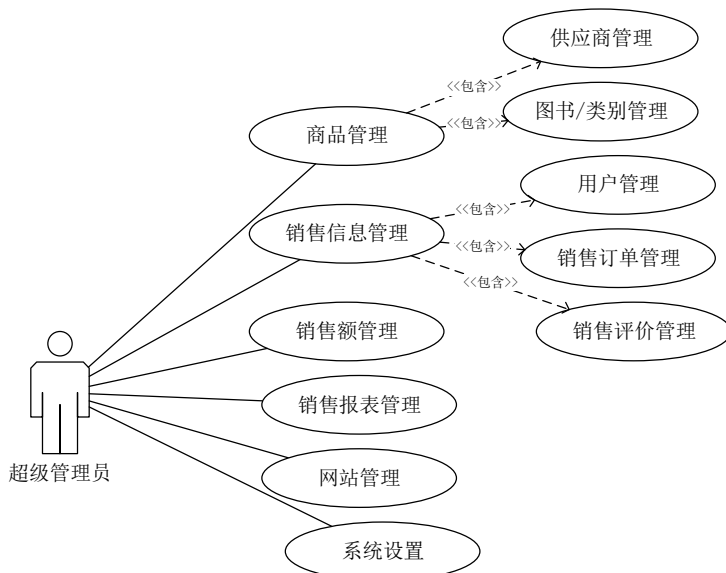 供应商管理
<<包含>>
图书/类别管理
<<包含>>
商品管理
用户管理
<<包含>>
销售信息管理
<<包含>>
销售订单管理
<<包含>>
销售评价管理
销售额管理
销售报表管理
超级管理员
网站管理
系统设置